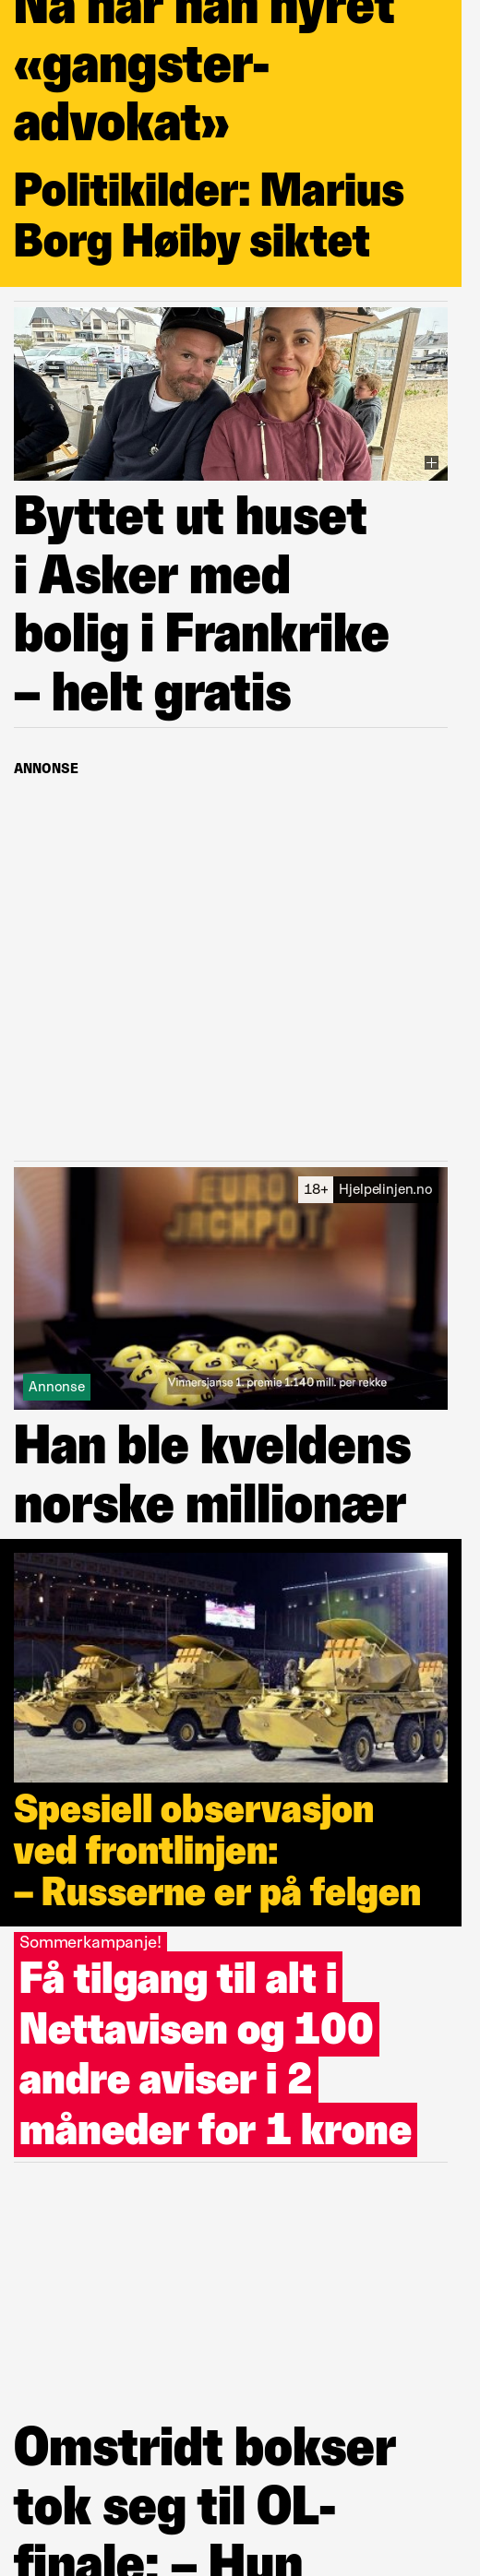 Nå har han hyret
«gangster-
advokat»
Politikilder: Marius
Borg Høiby siktet
Byttet ut huset
i Asker med
bolig i Frankrike
– helt gratis
ANNONSE
EURO
JACKPOT
18+ Hjelpelinjen.no
Vinnersjanse 1. premie 1:140 mill. per rekke
Annonse
Han ble kveldens
norske millionær
Spesiell observasjon
ved frontlinjen:
– Russerne er på felgen
Sommerkampanje!
Få tilgang til alt i
Nettavisen og 100
andre aviser i 2
måneder for 1 krone
Omstridt bokser
tok seg til OL-
finale: – Hun